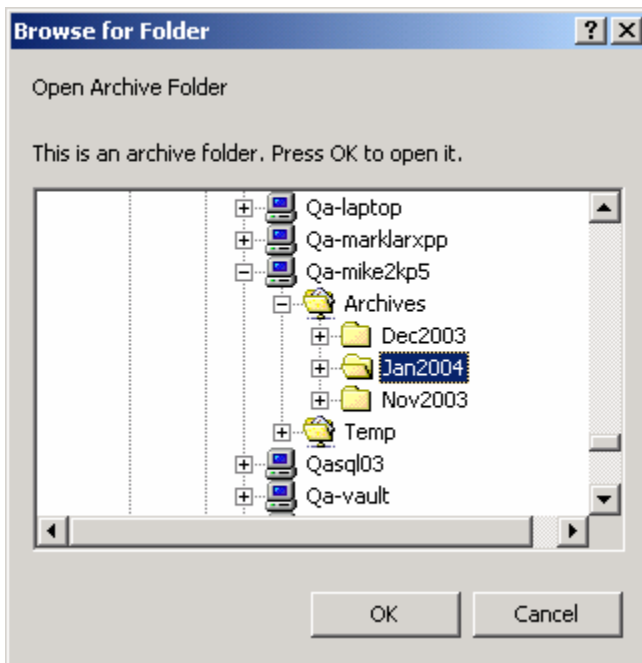 Browse for Folder
Open Archive Folder
This is an archive folder. Press OK to open it.
Qa-laptop
Qa-marklarxpp
Qa-mike2kp5
Archives
Dec2003
Jan2004
Nov2003
Temp
Qasql03
Qa-vault
OK Cancel